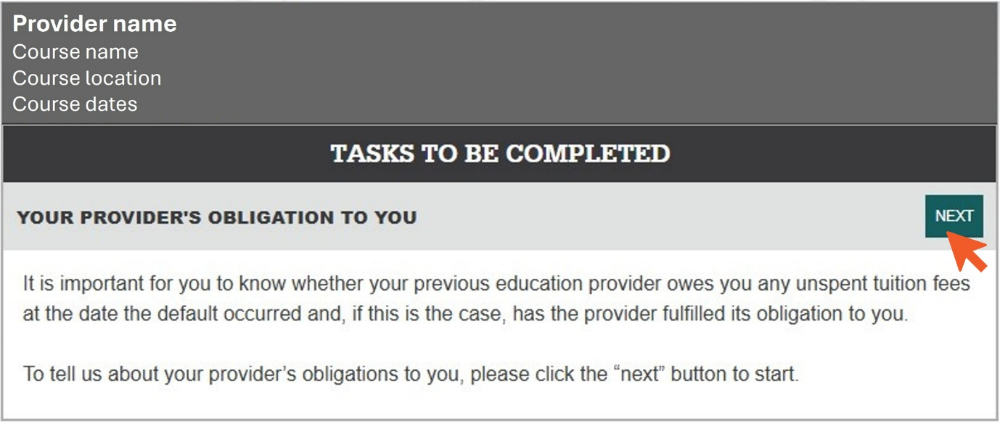 Provider name
Course name
Course location
Course dates
TASKS TO BE COMPLETED
YOUR PROVIDER'S OBLIGATION TO YOU
NEXT
It is important for you to know whether your previous education provider owes you any unspent tuition fees
at the date the default occurred and, if this is the case, has the provider fulfilled its obligation to you.
To tell us about your provider’s obligations to you, please click the “next” button to start.